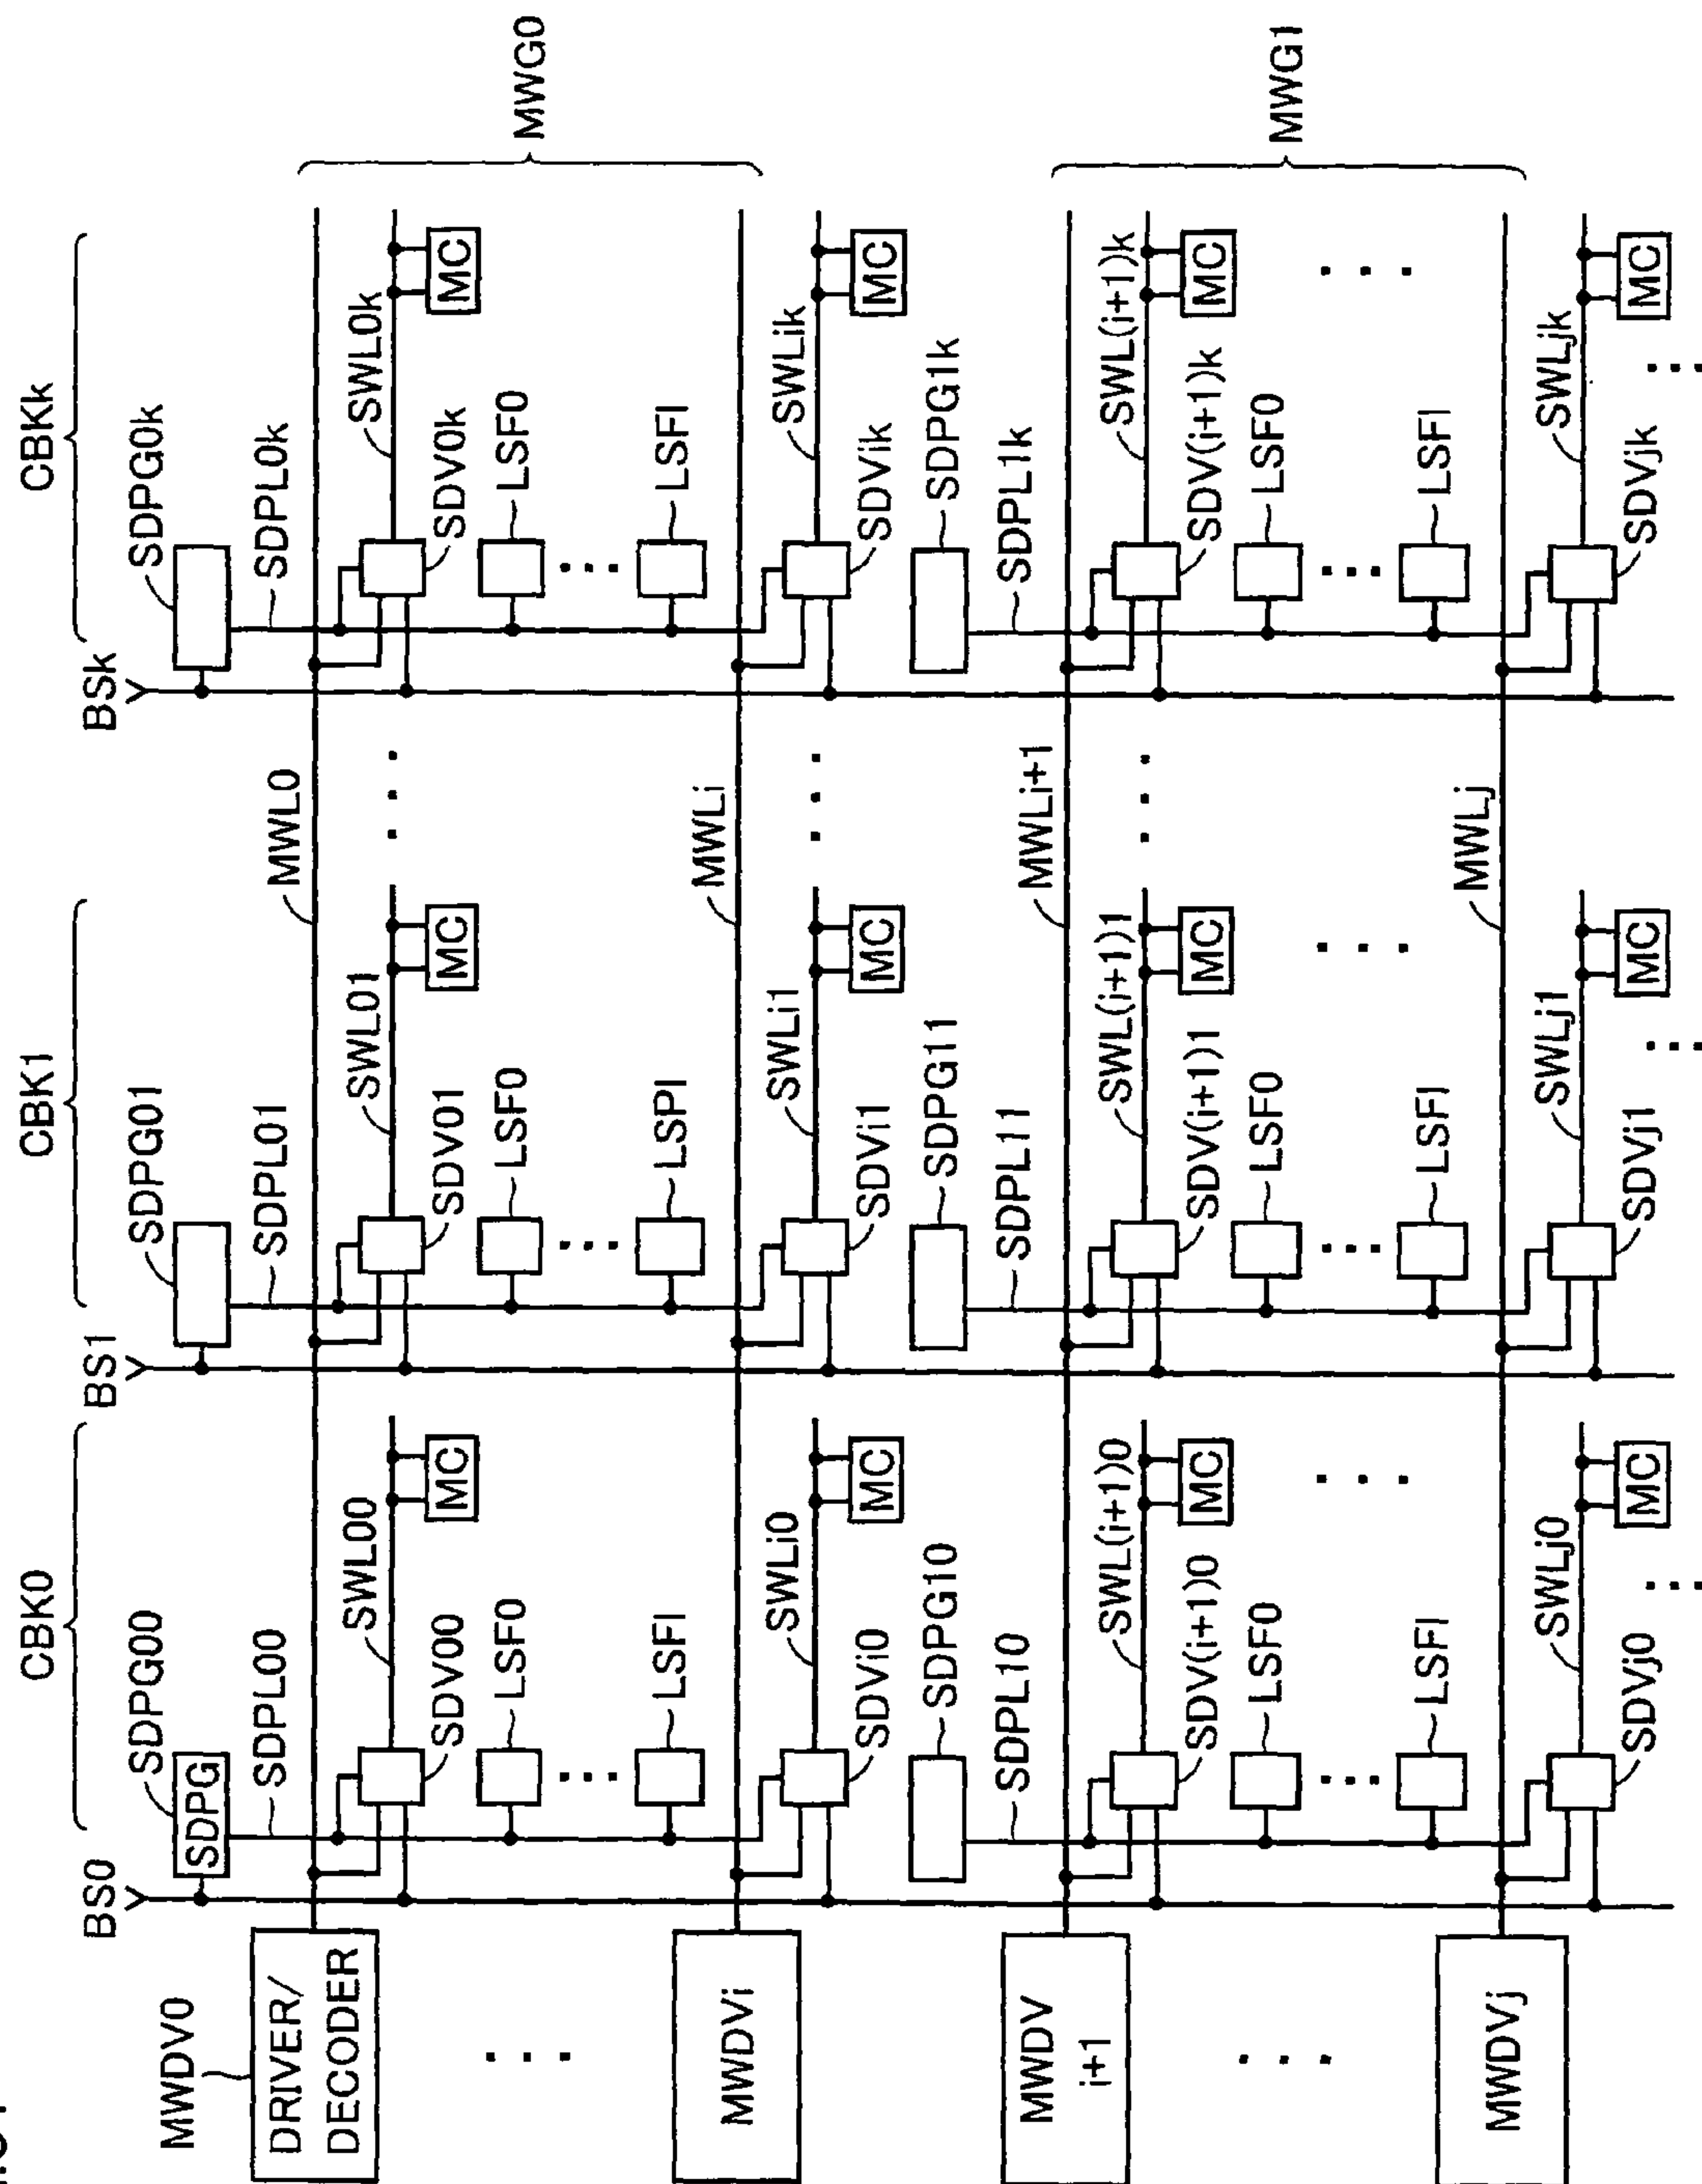 CBK0
CBK1
CBKk
BS0
SDPG00
SDPG
SDPL00
BS1
SDPG01
SDPL01
BSk
SDPG0k
SDPL0k
MWDV0
DRIVER/
DECODER
MWL0
SWL00
MC
SDV00
LSF0
LSFl
SWL01
MC
SDV01
LSF0
LSPl
SWL0k
MC
SDV0k
LSF0
LSFl
MWG0
MWDVi
MWLi
SWLi0
MC
SDVi0
SWLi1
MC
SDVi1
SWLik
MC
SDVik
SDPG10
SDPL10
SDPG11
SDPL11
SDPG1k
SDPL1k
MWDV
i+1
MWLi+1
SWL(i+1)0
MC
SDV(i+1)0
LSF0
LSFl
SWL(i+1)1
MC
SDV(i+1)1
LSF0
LSFl
SWL(i+1)k
MC
SDV(i+1)k
LSF0
LSFl
MWG1
MWDVj
MWLj
SWLj0
MC
SDVj0
SWLj1
MC
SDVj1
SWLjk
MC
SDVjk